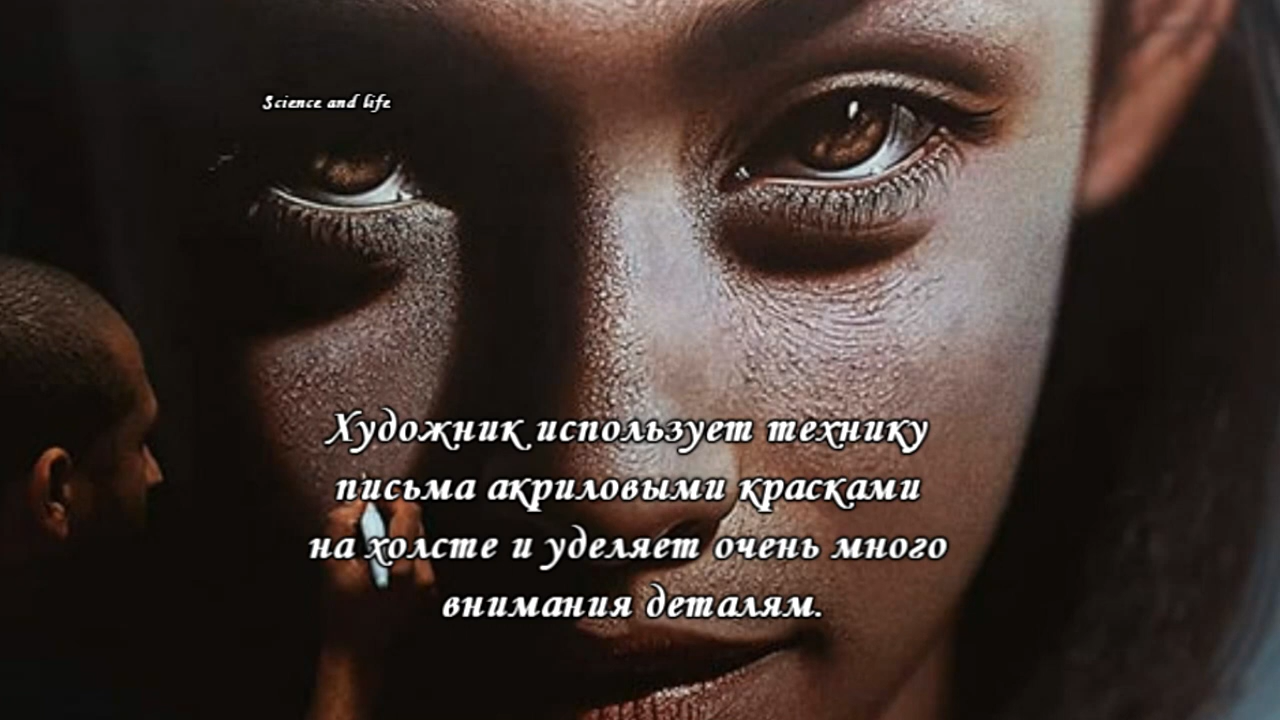 Science and life
Художник использует технику
письма акриловыми красками
на холсте и уделяет очень много
внимания деталям.